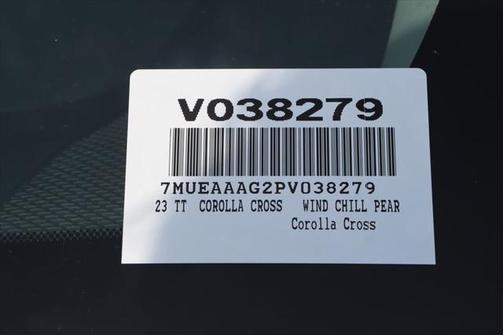 V038279
7MUEAAAG2PV038279
23 TT COROLLA CROSS WIND CHILL PEAR
Corolla Cross